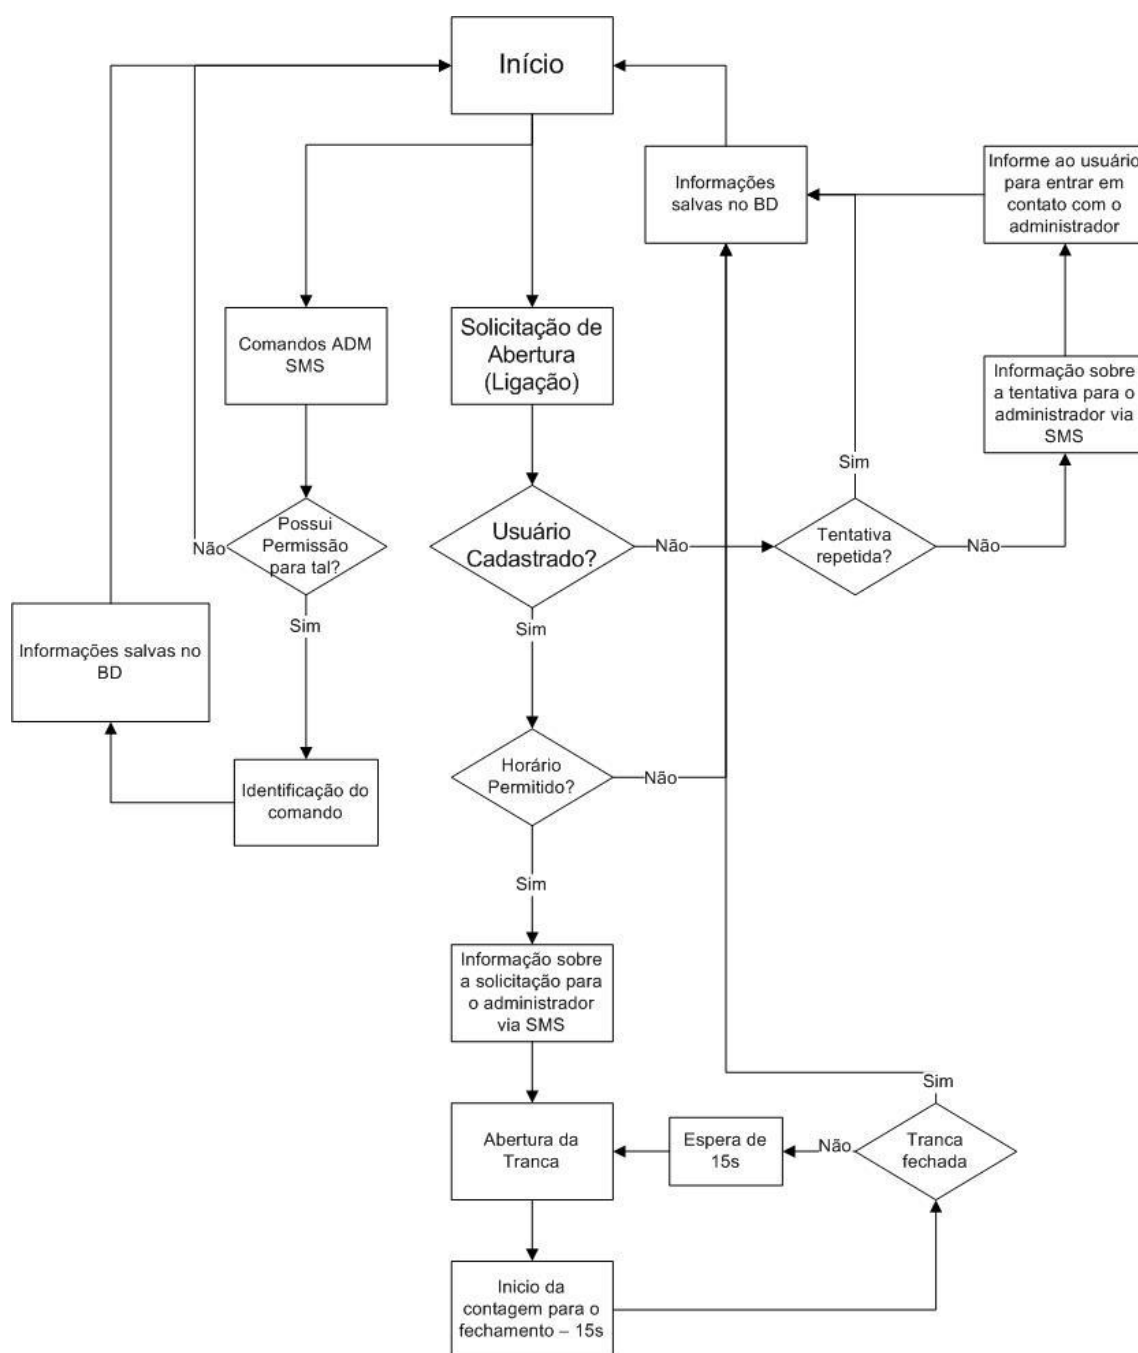 Início
Informações
salvas no BD
Informe ao usuário
para entrar em
contato com o
administrador
Comandos ADM
SMS
Solicitação de
Abertura
(Ligação)
Informação sobre
a tentativa para o
administrador via
SMS
Sim
Possui
Permissão
para tal?
Não
Usuário
Cadastrado?
Não
Tentativa
repetida?
Não
Sim
Sim
Informações salvas no
BD
Horário
Permitido?
Não
Identificação do
comando
Sim
Informação sobre
a solicitação para
o administrador
via SMS
Sim
Abertura da
Tranca
Espera de
15s
Não
Tranca
fechada
Inicio da
contagem para o
fechamento – 15s